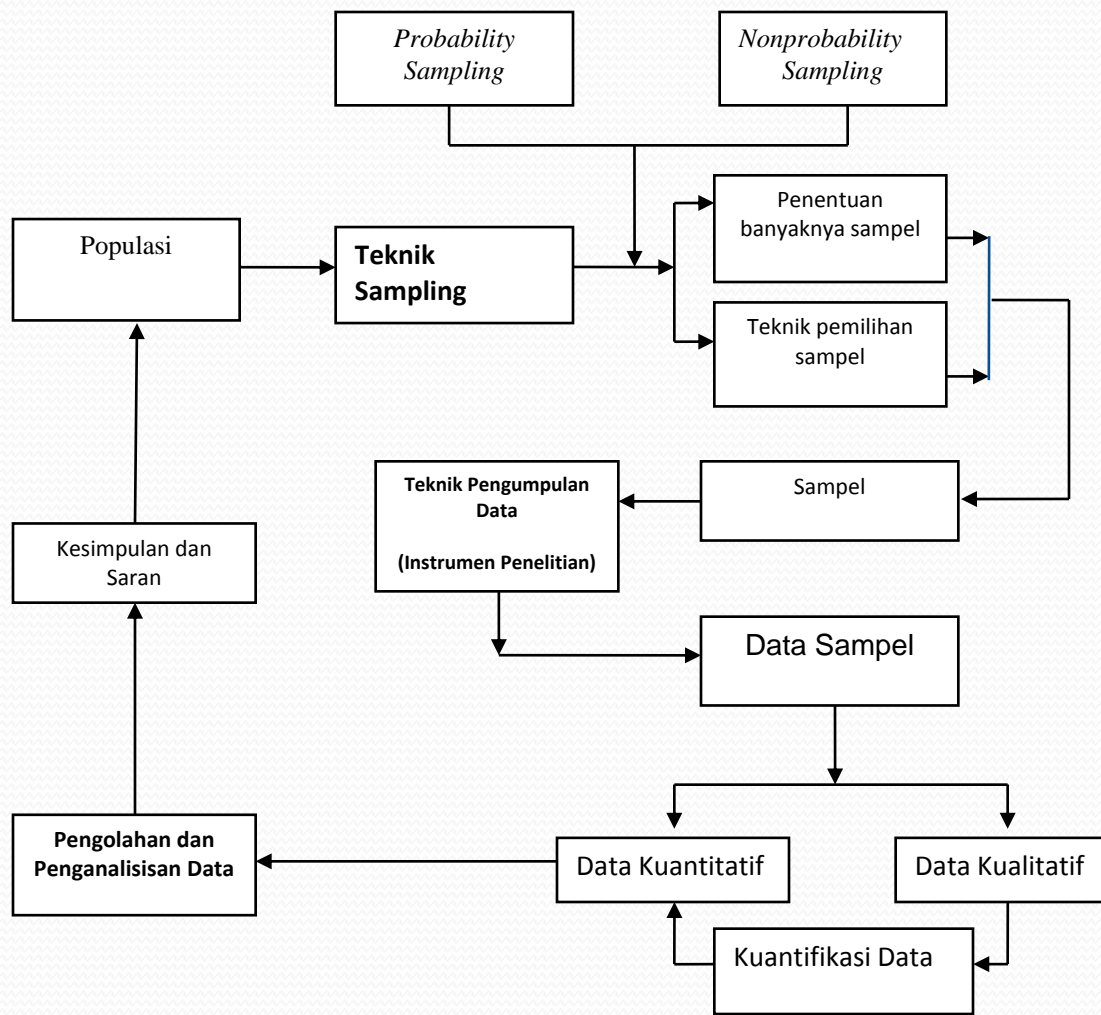 Probability
Sampling
Nonprobability
Sampling
Populasi
Teknik
Sampling
Penentuan
banyaknya sampel
Teknik pemilihan
sampel
Teknik Pengumpulan
Data
(Instrumen Penelitian)
Sampel
Kesimpulan dan
Saran
Data Sampel
Pengolahan dan
Penganalisisan Data
Data Kuantitatif
Data Kualitatif
Kuantifikasi Data